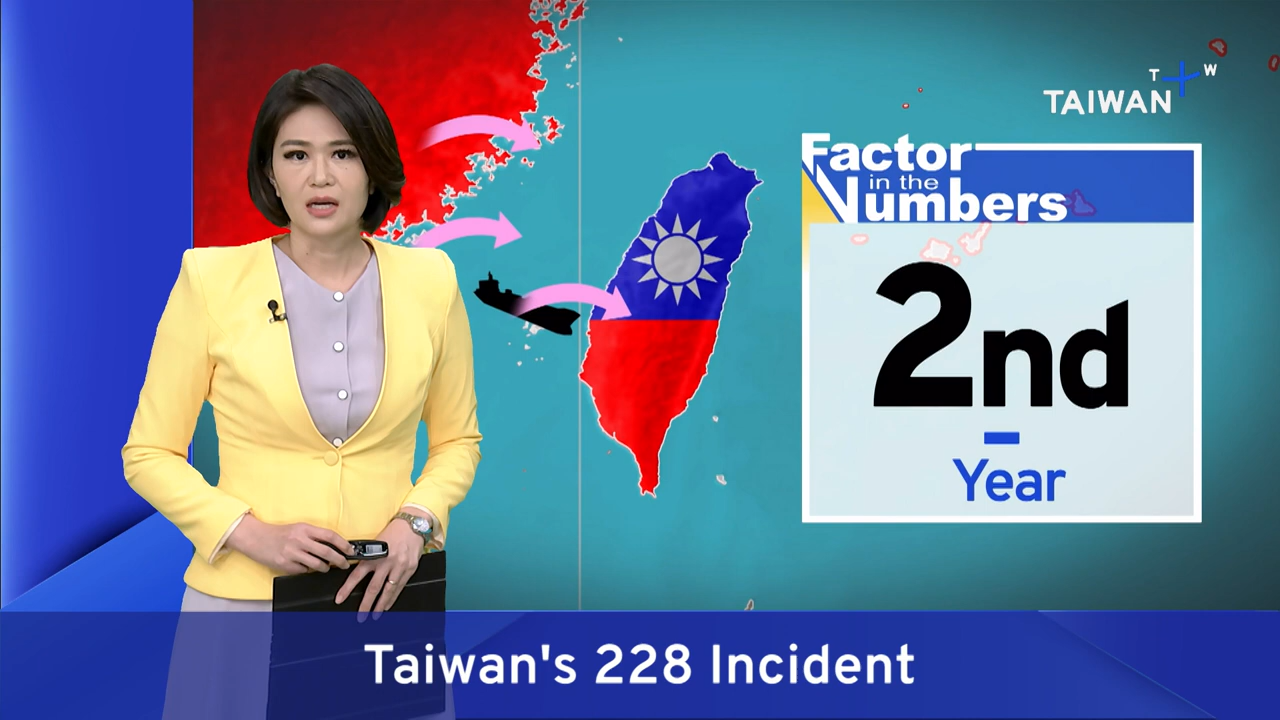 T W
TAIWAN
Factor
in the
Numbers
2nd
Year
Taiwan's 228 Incident